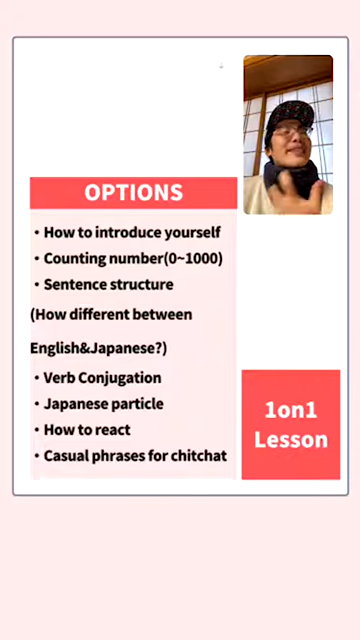 OPTIONS
・How to introduce yourself
・Counting number(0~1000)
・Sentence structure
(How different between
English&Japanese?)
・Verb Conjugation
・Japanese particle
・How to react
・Casual phrases for chitchat
1on1
Lesson